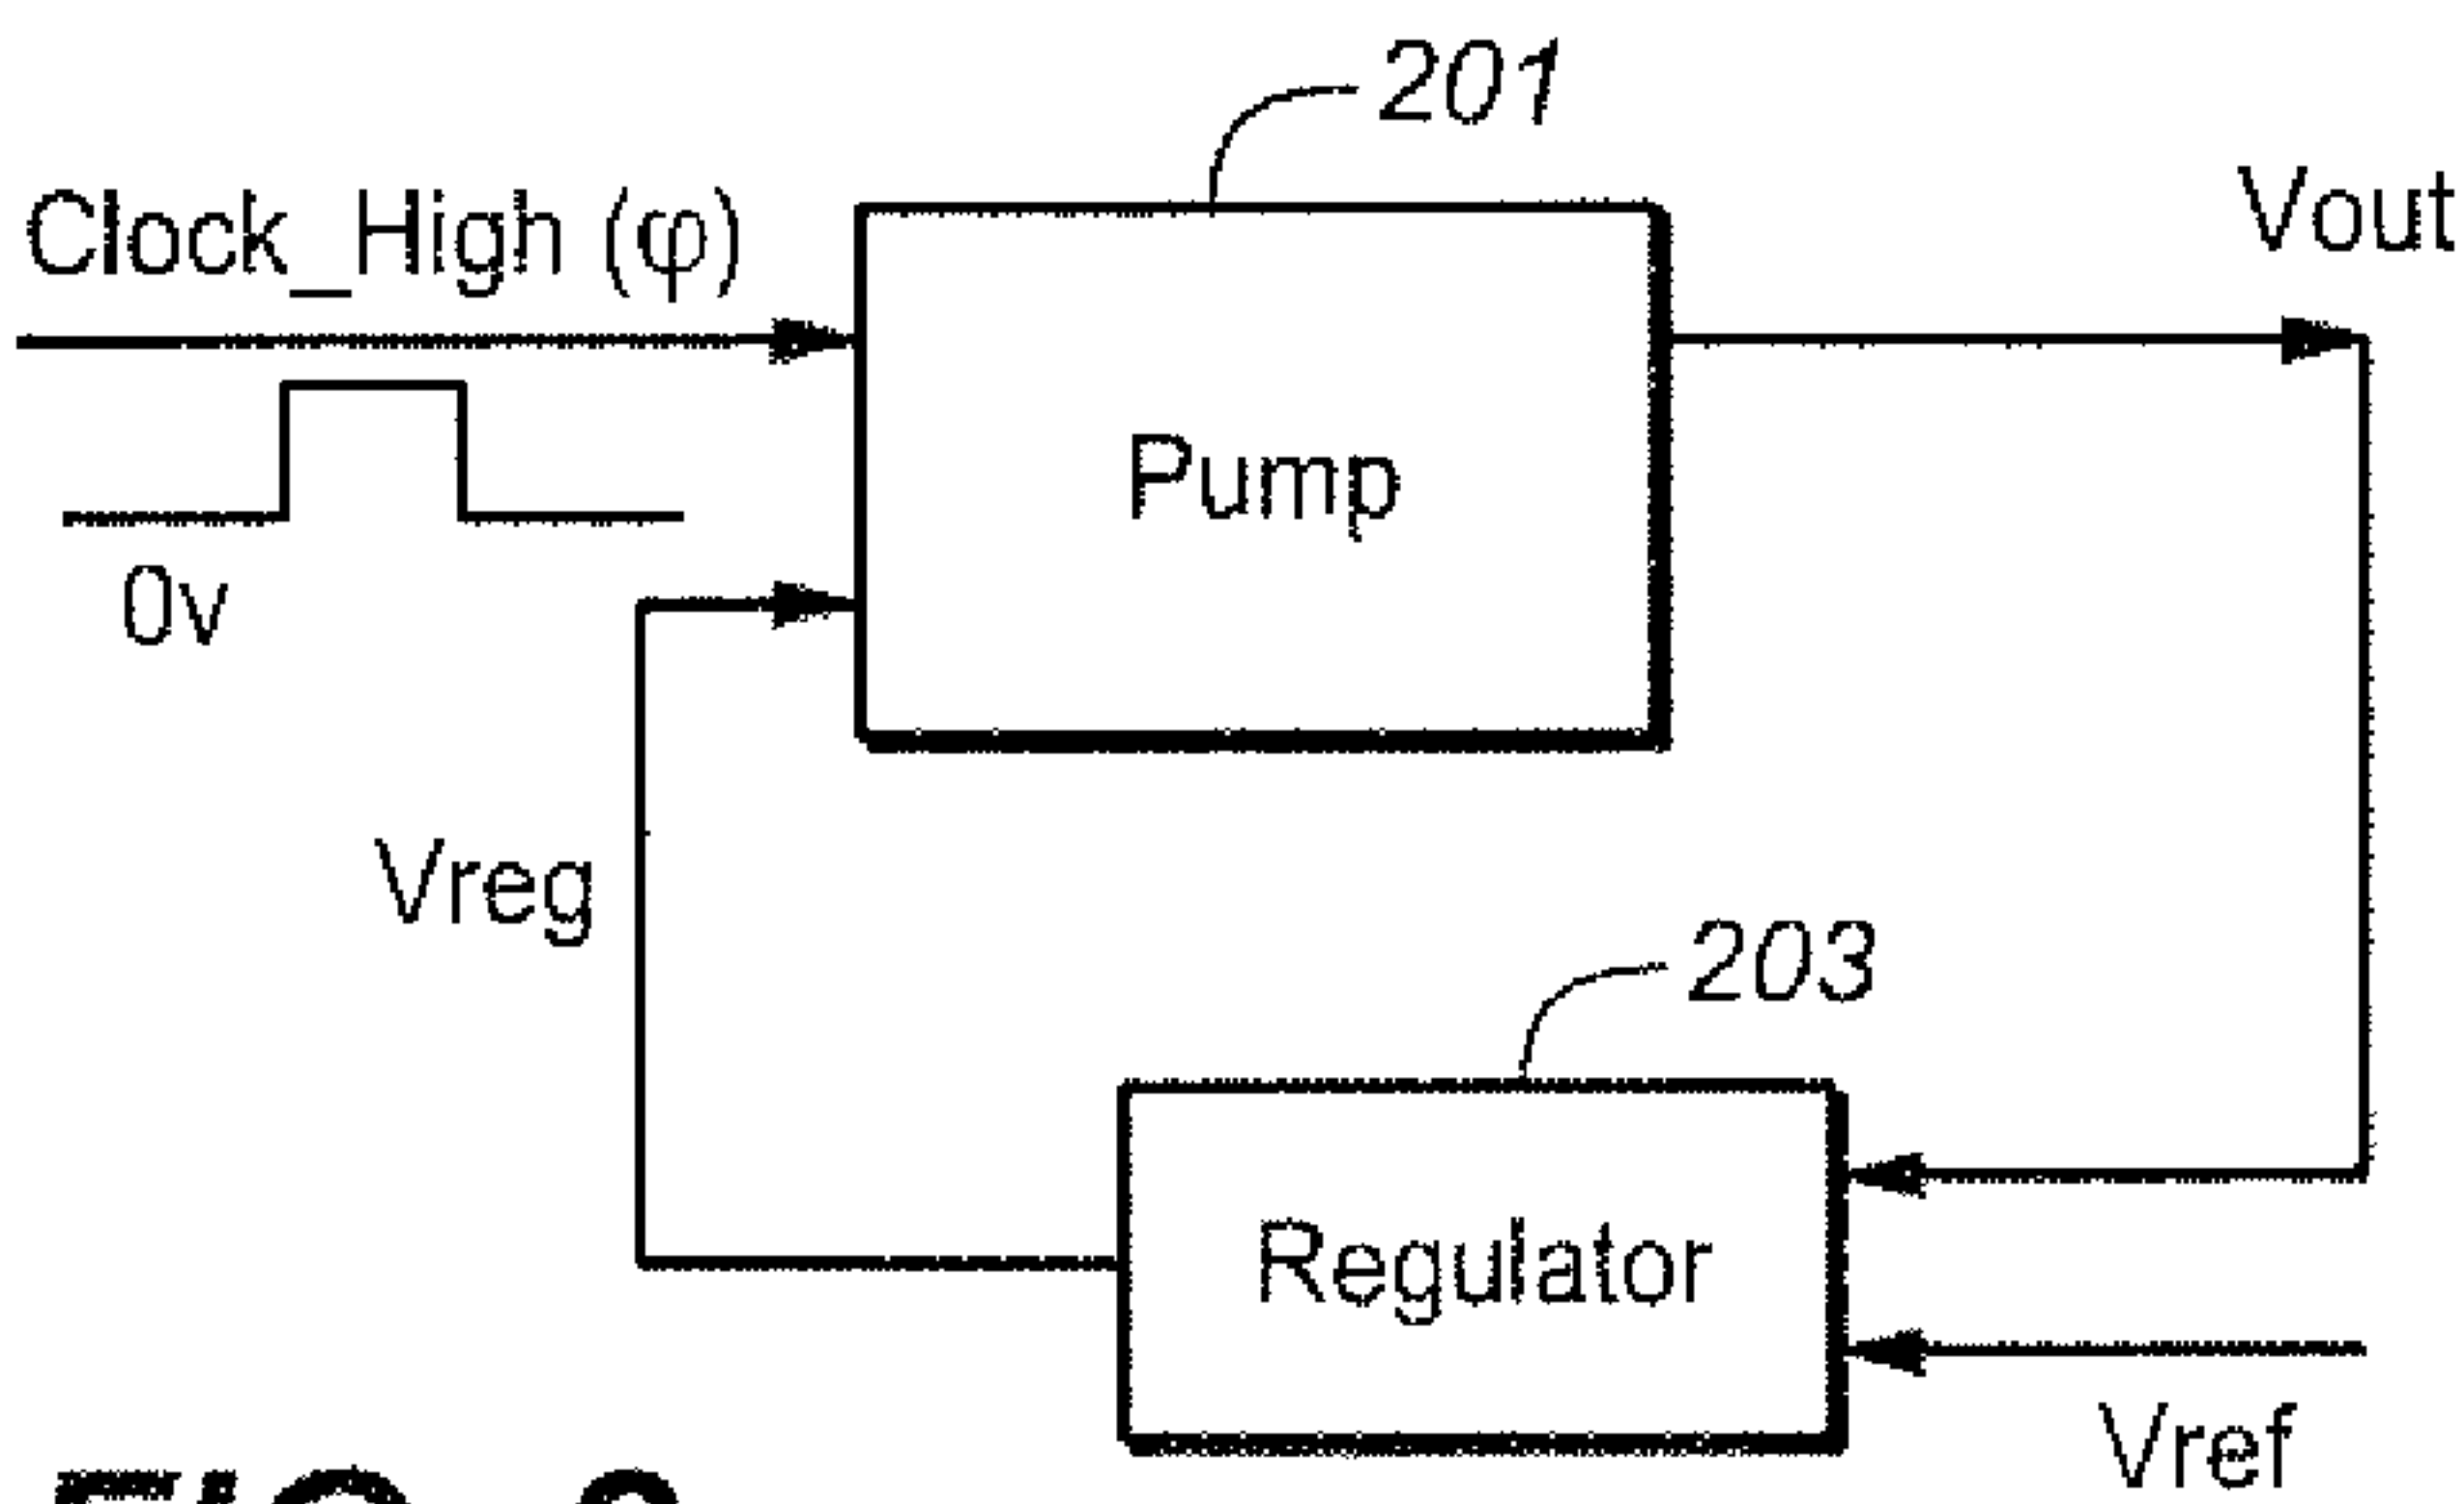 201
Clock_High (φ)
Vout
Pump
0v
Vreg
203
Regulator
Vref